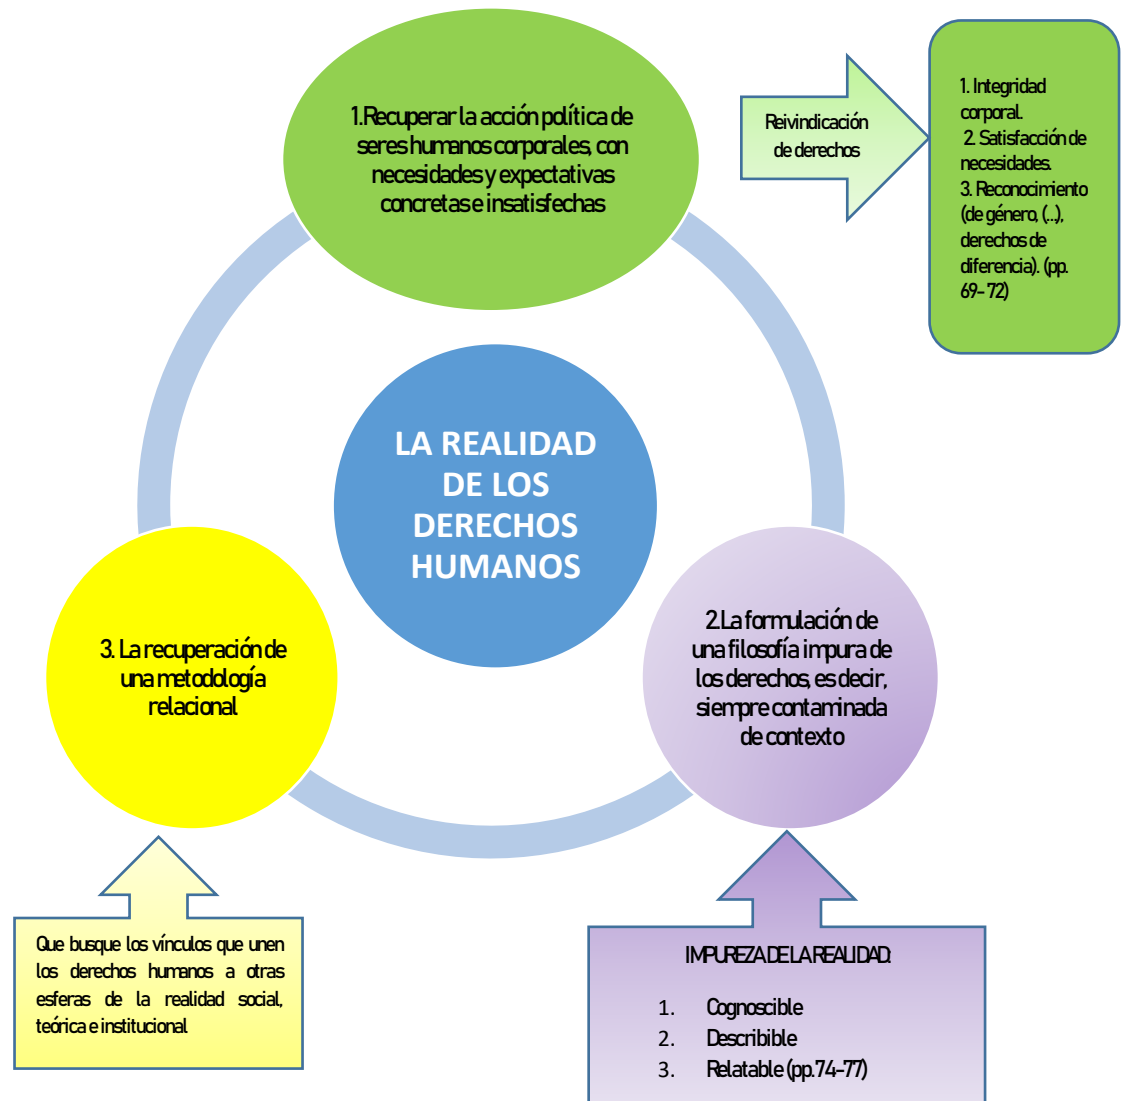 1.Recuperar la acción política de
seres humanos corporales, con
necesidades y expectativas
concretas e insatisfechas
Reivindicación
de derechos
1. Integridad
corporal.
2. Satisfacción de
necesidades.
3. Reconocimiento
(de género, (...),
derechos de
diferencia). (pp.
69-72)
LA REALIDAD
DE LOS
DERECHOS
HUMANOS
2.La formulación de
una filosofía impura de
los derechos, es decir,
siempre contaminada
de contexto
3. La recuperación de
una metodología
relacional
Que busque los vínculos que unen
los derechos humanos a otras
esferas de la realidad social,
teórica e institucional
IMPUREZA DE LA REALIDAD:
1. Cognoscible
2. Describible
3. Relatable (pp.74-77)